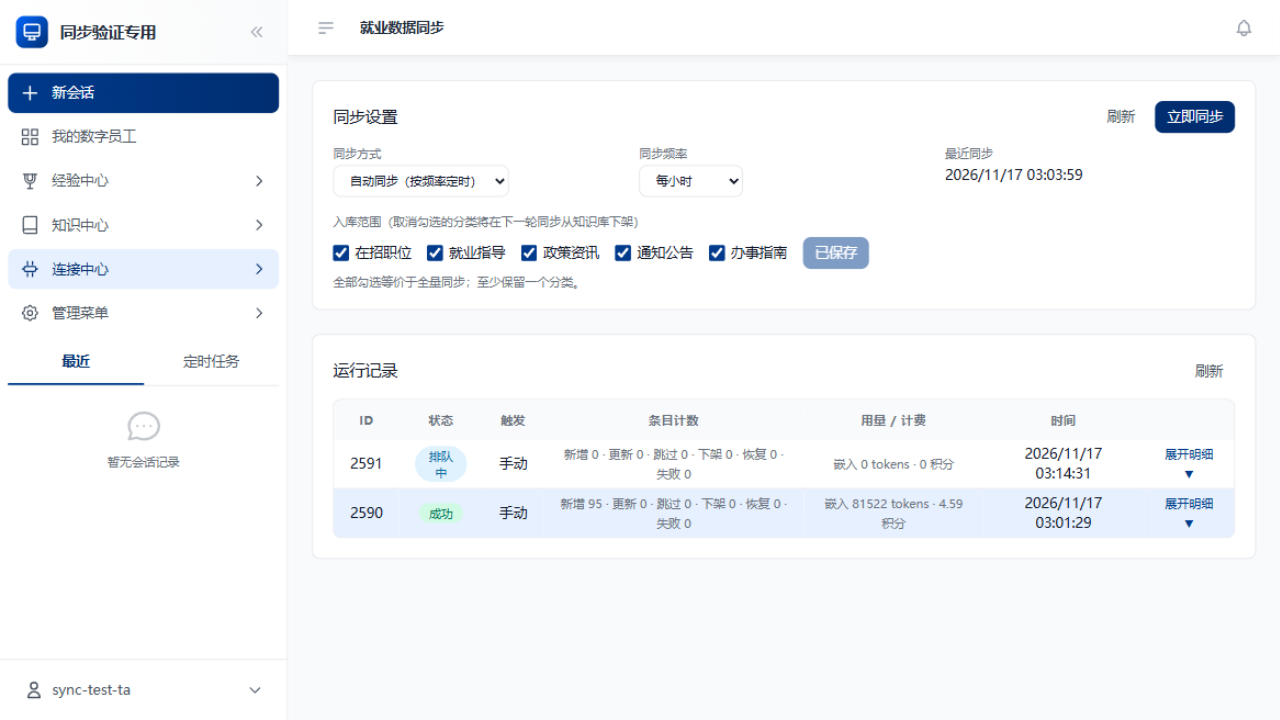 同步验证专用
新会话
我的数字员工
经验中心
知识中心
连接中心
管理菜单
最近
定时任务
暂无会话记录
sync-test-ta
就业数据同步
同步设置
刷新
立即同步
同步方式
同步频率
最近同步
自动同步（按频率定时）
每小时
2026/11/17 03:03:59
入库范围（取消勾选的分类将在下一轮同步从知识库下架）
在招职位
就业指导
政策资讯
通知公告
办事指南
已保存
全部勾选等价于全量同步；至少保留一个分类。
运行记录
刷新
ID
状态
触发
条目计数
用量 / 计费
时间
2591
排队
中
手动
新增 0 · 更新 0 · 跳过 0 · 下架 0 · 恢复 0 ·
失败 0
嵌入 0 tokens · 0 积分
2026/11/17
03:14:31
展开明细
▼
2590
成功
手动
新增 95 · 更新 0 · 跳过 0 · 下架 0 · 恢复 0 ·
失败 0
嵌入 81522 tokens · 4.59
积分
2026/11/17
03:01:29
展开明细
▼